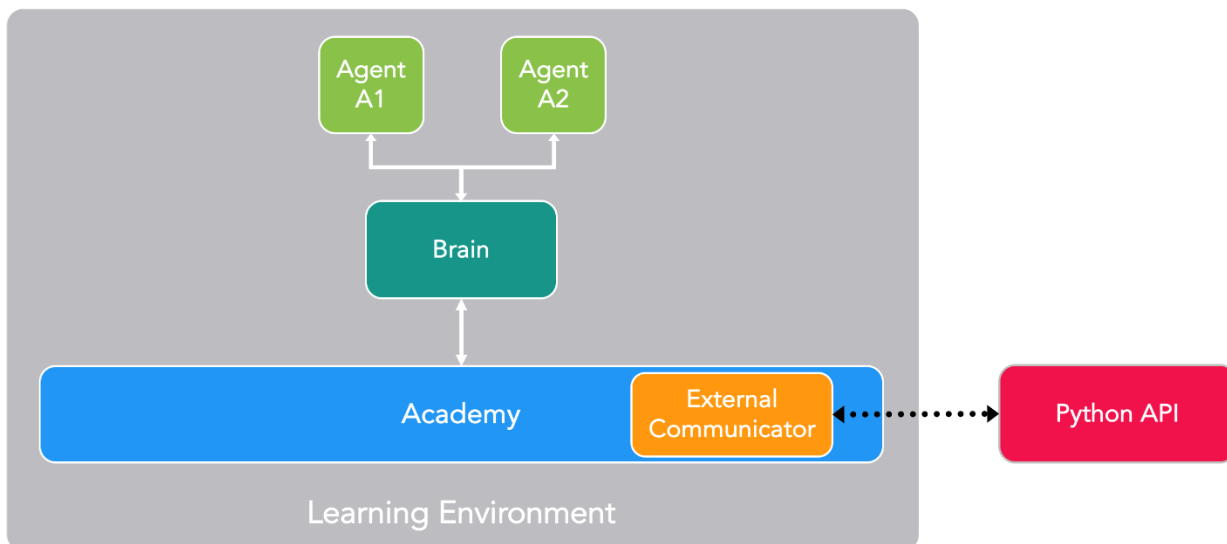 Agent
A1
Agent
A2
Brain
Academy
External
Communicator
Python API
Learning Environment